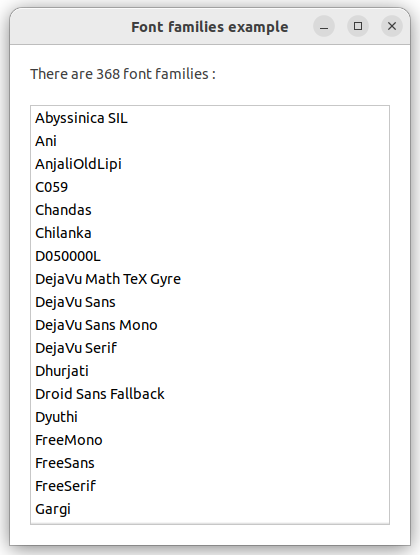 Font families example
There are 368 font families :
Abyssinica SIL
Ani
AnjaliOldLipi
C059
Chandas
Chilanka
D050000L
DejaVu Math TeX Gyre
DejaVu Sans
DejaVu Sans Mono
DejaVu Serif
Dhurjati
Droid Sans Fallback
Dyuthi
FreeMono
FreeSans
FreeSerif
Gargi